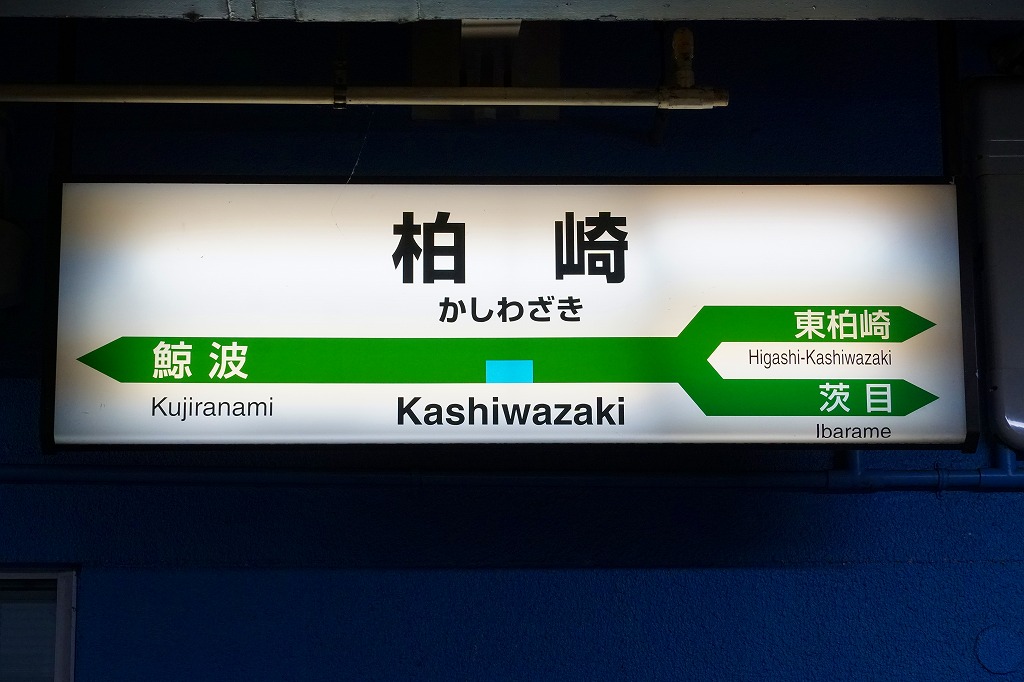 柏崎
かしわざき
鯨波
Kujiranami
Kashiwazaki
東柏崎
Higashi-Kashiwazaki
茨目
Ibarame